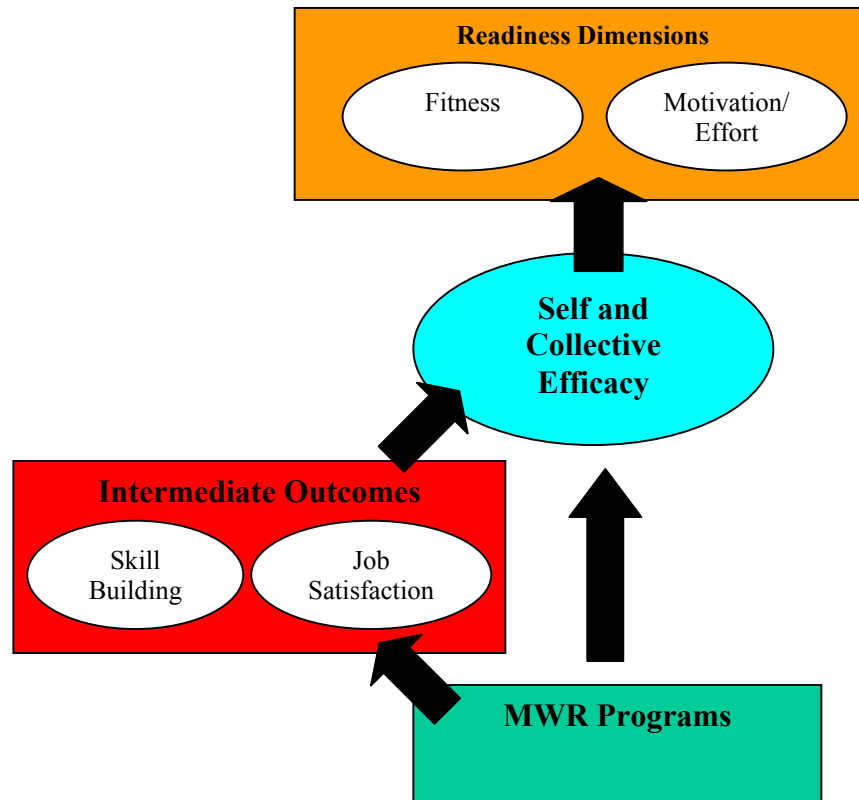 Readiness Dimensions
Fitness
Motivation/
Effort
Self and
Collective
Efficacy
Intermediate Outcomes
Skill
Building
Job
Satisfaction
MWR Programs